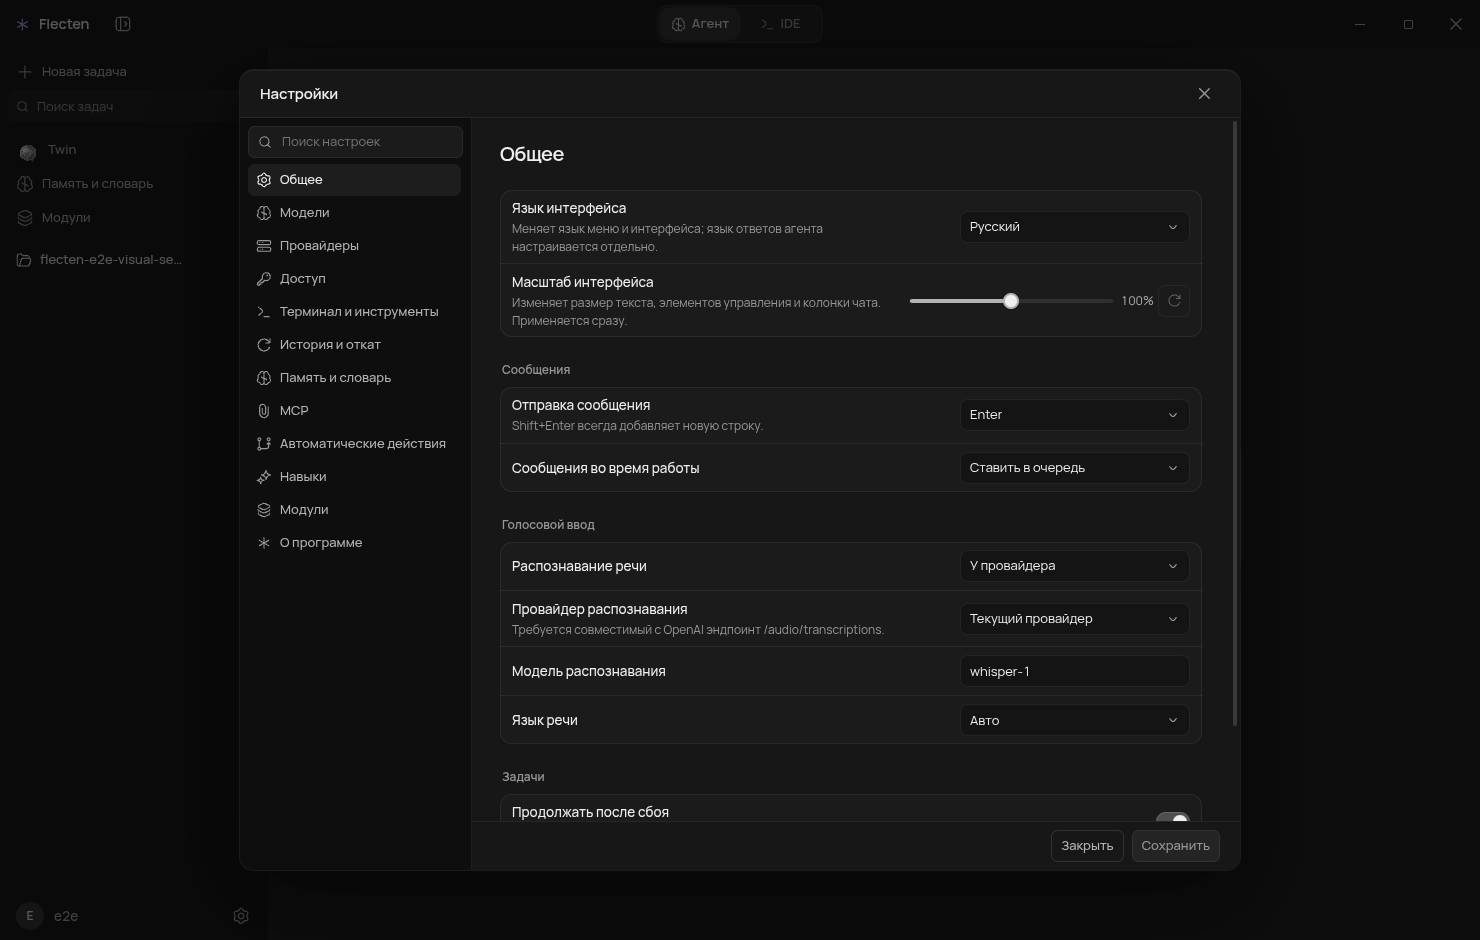 Flecten
Агент
IDE
Новая задача
Поиск задач
Twin
Память и словарь
Модули
flecten-e2e-visual-se...
Настройки
Поиск настроек
Общее
Модели
Провайдеры
Доступ
Терминал и инструменты
История и откат
Память и словарь
MCP
Автоматические действия
Навыки
Модули
О программе
Общее
Язык интерфейса
Меняет язык меню и интерфейса; язык ответов агента
настраивается отдельно.
Русский
Масштаб интерфейса
Изменяет размер текста, элементов управления и колонки чата.
Применяется сразу.
100%
Сообщения
Отправка сообщения
Shift+Enter всегда добавляет новую строку.
Enter
Сообщения во время работы
Ставить в очередь
Голосовой ввод
Распознавание речи
У провайдера
Провайдер распознавания
Требуется совместимый с OpenAI эндпоинт /audio/transcriptions.
Текущий провайдер
Модель распознавания
whisper-1
Язык речи
Авто
Задачи
Продолжать после сбоя
Закрыть
Сохранить
E
e2e